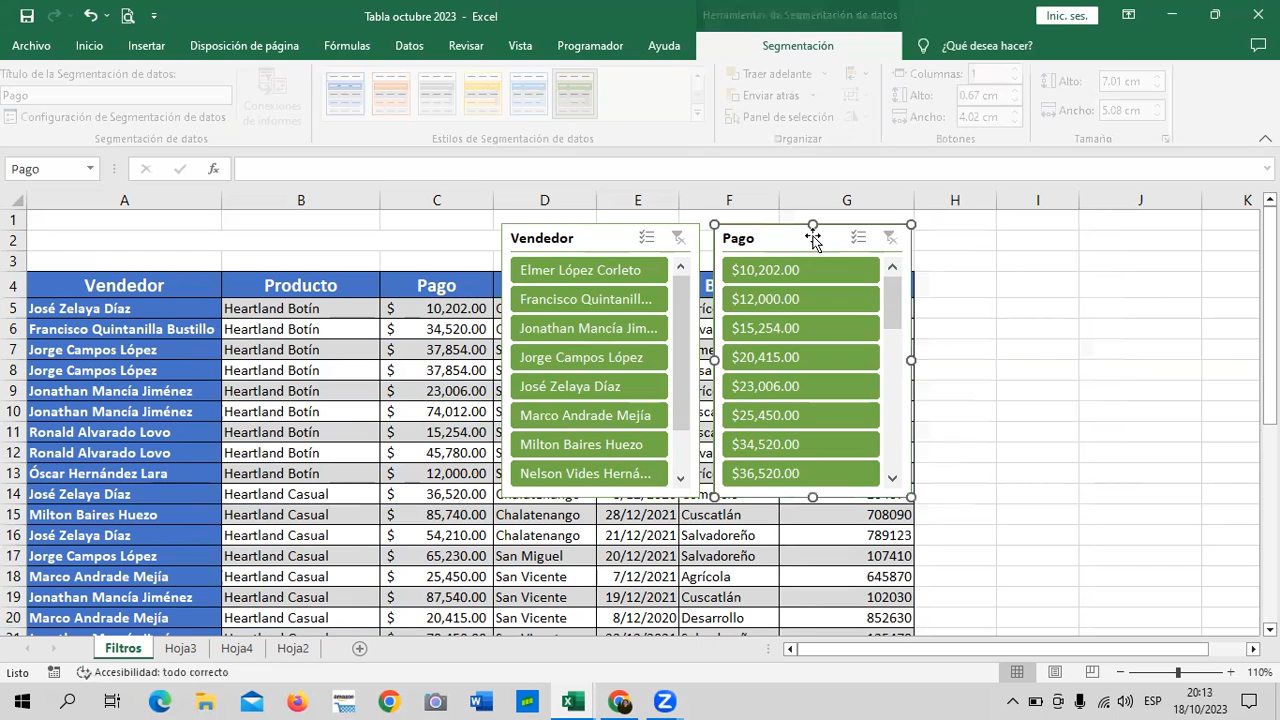 Tabla octubre 2023 - Excel
Herramientas de Segmentación de datos
Inic. ses.
Archivo Inicio Insertar Disposición de página Fórmulas Datos Revisar Vista Programador Ayuda Segmentación ¿Qué desea hacer?
Título de la Segmentación de datos:
Pago
Configuración de Segmentación de datos
Conexiones de informes
Segmentación de datos
Estilos de Segmentación de datos
Traer adelante
Enviar atras
Panel de selección
Organizar
Columnas: 1
Alto: 0.67 cm
Ancho: 4.02 cm
Botones
Alto: 7.01 cm
Ancho: 5.08 cm
Tamaño
Pago
fx
A B C D E F G H I J K
1
2
3
4 Vendedor Producto Pago
5 José Zelaya Díaz Heartland Botín $ 10,202.00
6 Francisco Quintanilla Bustillo Heartland Botín $ 34,520.00
7 Jorge Campos López Heartland Botín $ 37,854.00
8 Jorge Campos López Heartland Botín $ 37,854.00
9 Jonathan Mancía Jiménez Heartland Botín $ 23,006.00
10 Jonathan Mancía Jiménez Heartland Botín $ 74,012.00
11 Ronald Alvarado Lovo Heartland Botín $ 15,254.00
12 Ronald Alvarado Lovo Heartland Botín $ 45,780.00
13 Óscar Hernández Lara Heartland Botín $ 12,000.00
14 José Zelaya Díaz Heartland Casual $ 36,520.00
15 Milton Baires Huezo Heartland Casual $ 85,740.00 Chalatenango 28/12/2021 Cuscatlán 708090
16 José Zelaya Díaz Heartland Casual $ 54,210.00 Chalatenango 21/12/2021 Salvadoreño 789123
17 Jorge Campos López Heartland Casual $ 65,230.00 San Miguel 20/12/2021 Salvadoreño 107410
18 Marco Andrade Mejía Heartland Casual $ 25,450.00 San Vicente 7/12/2021 Agrícola 645870
19 Jonathan Mancía Jiménez Heartland Casual $ 87,540.00 San Vicente 19/12/2021 Cuscatlán 102030
20 Marco Andrade Mejía Heartland Casual $ 20,415.00 San Vicente 8/12/2020 Desarrollo 852630
Vendedor
Elmer López Corleto
Francisco Quintanill...
Jonathan Mancía Jim...
Jorge Campos López
José Zelaya Díaz
Marco Andrade Mejía
Milton Baires Huezo
Nelson Vides Herná...
Pago
$10,202.00
$12,000.00
$15,254.00
$20,415.00
$23,006.00
$25,450.00
$34,520.00
$36,520.00
Filtros Hoja3 Hoja4 Hoja2
Listo Accesibilidad: todo correcto 110%
ESP
20:13
18/10/2023